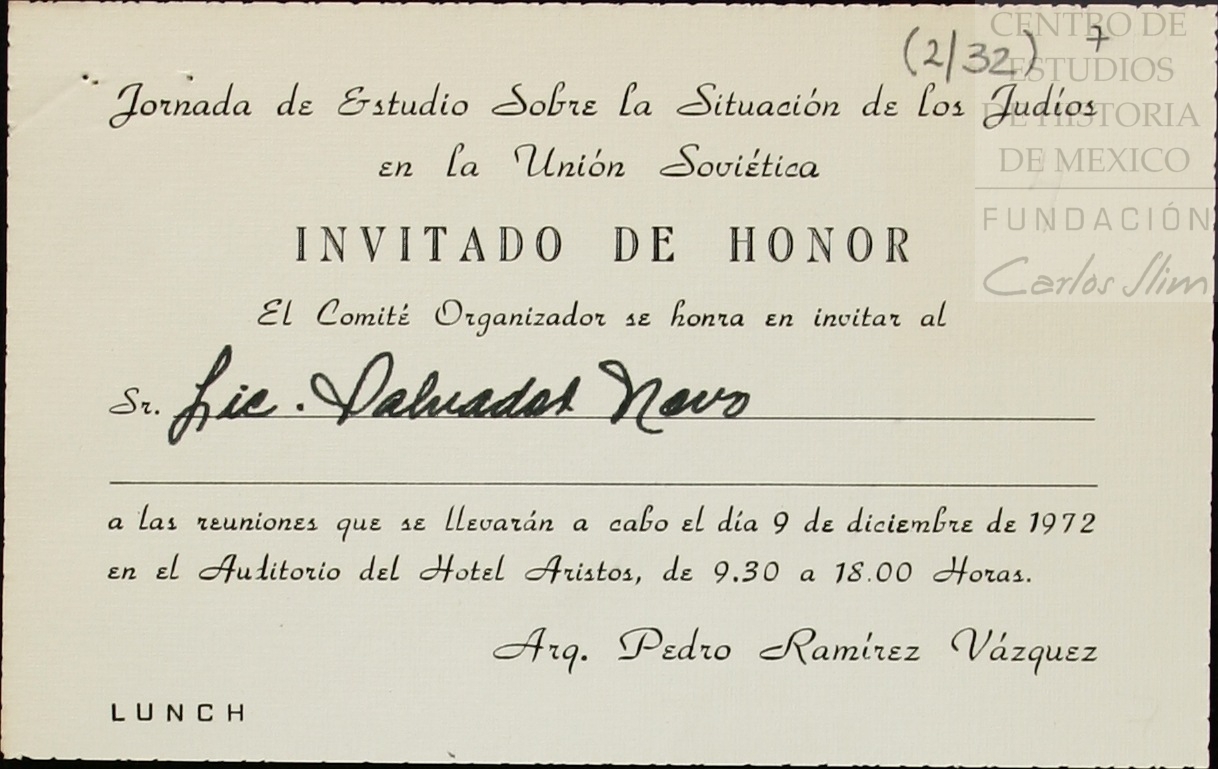 (2/32) 7
CENTRO DE
ESTUDIOS
DE HISTORIA
DE MEXICO
FUNDACIÓN
Carlos Slim
Jornada de Estudio Sobre la Situación de los Judíos
en la Unión Soviética
INVITADO DE HONOR
El Comité Organizador se honra en invitar al
Sr. Lic. Salvador Novo
a las reuniones que se llevarán a cabo el día 9 de diciembre de 1972
en el Auditorio del Hotel Aristos, de 9.30 a 18.00 Horas.
Arq. Pedro Ramírez Vázquez
LUNCH